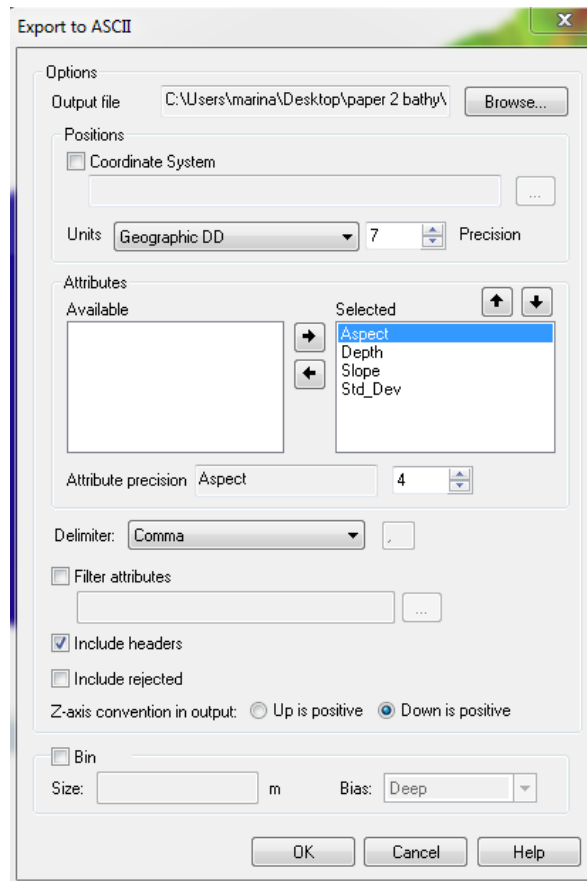 Export to ASCII
x
Options
Output file C:\Users\marina\Desktop\paper 2 bathy\ Browse...
Positions
Coordinate System
...
Units Geographic DD 7 Precision
Attributes
Available Selected
Aspect
Depth
Slope
Std_Dev
Attribute precision Aspect 4
Delimiter: Comma ,
Filter attributes
...
Include headers
Include rejected
Z-axis convention in output: Up is positive Down is positive
Bin
Size: m Bias: Deep
OK Cancel Help